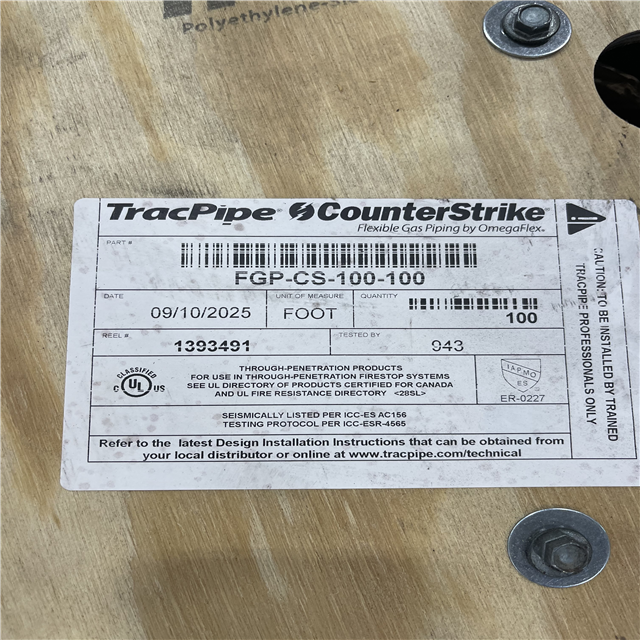 Polyethylene-
TracPipe CounterStrike
Flexible Gas Piping by OmegaFlex®
PART #
FGP-CS-100-100
DATE
09/10/2025
UNIT OF MEASURE
FOOT
QUANTITY
100
REEL #
1393491
TESTED BY
943
CLASSIFIED
C UL US
THROUGH-PENETRATION PRODUCTS
FOR USE IN THROUGH-PENETRATION FIRESTOP SYSTEMS
SEE UL DIRECTORY OF PRODUCTS CERTIFIED FOR CANADA
AND UL FIRE RESISTANCE DIRECTORY <28SL>
IAPMO
ES
ER-0227
SEISMICALLY LISTED PER ICC-ES AC156
TESTING PROTOCOL PER ICC-ESR-4565
Refer to the latest Design Installation Instructions that can be obtained from
your local distributor or online at www.tracpipe.com/technical
CAUTION: TO BE INSTALLED BY TRAINED
TRACPIPE PROFESSIONALS ONLY